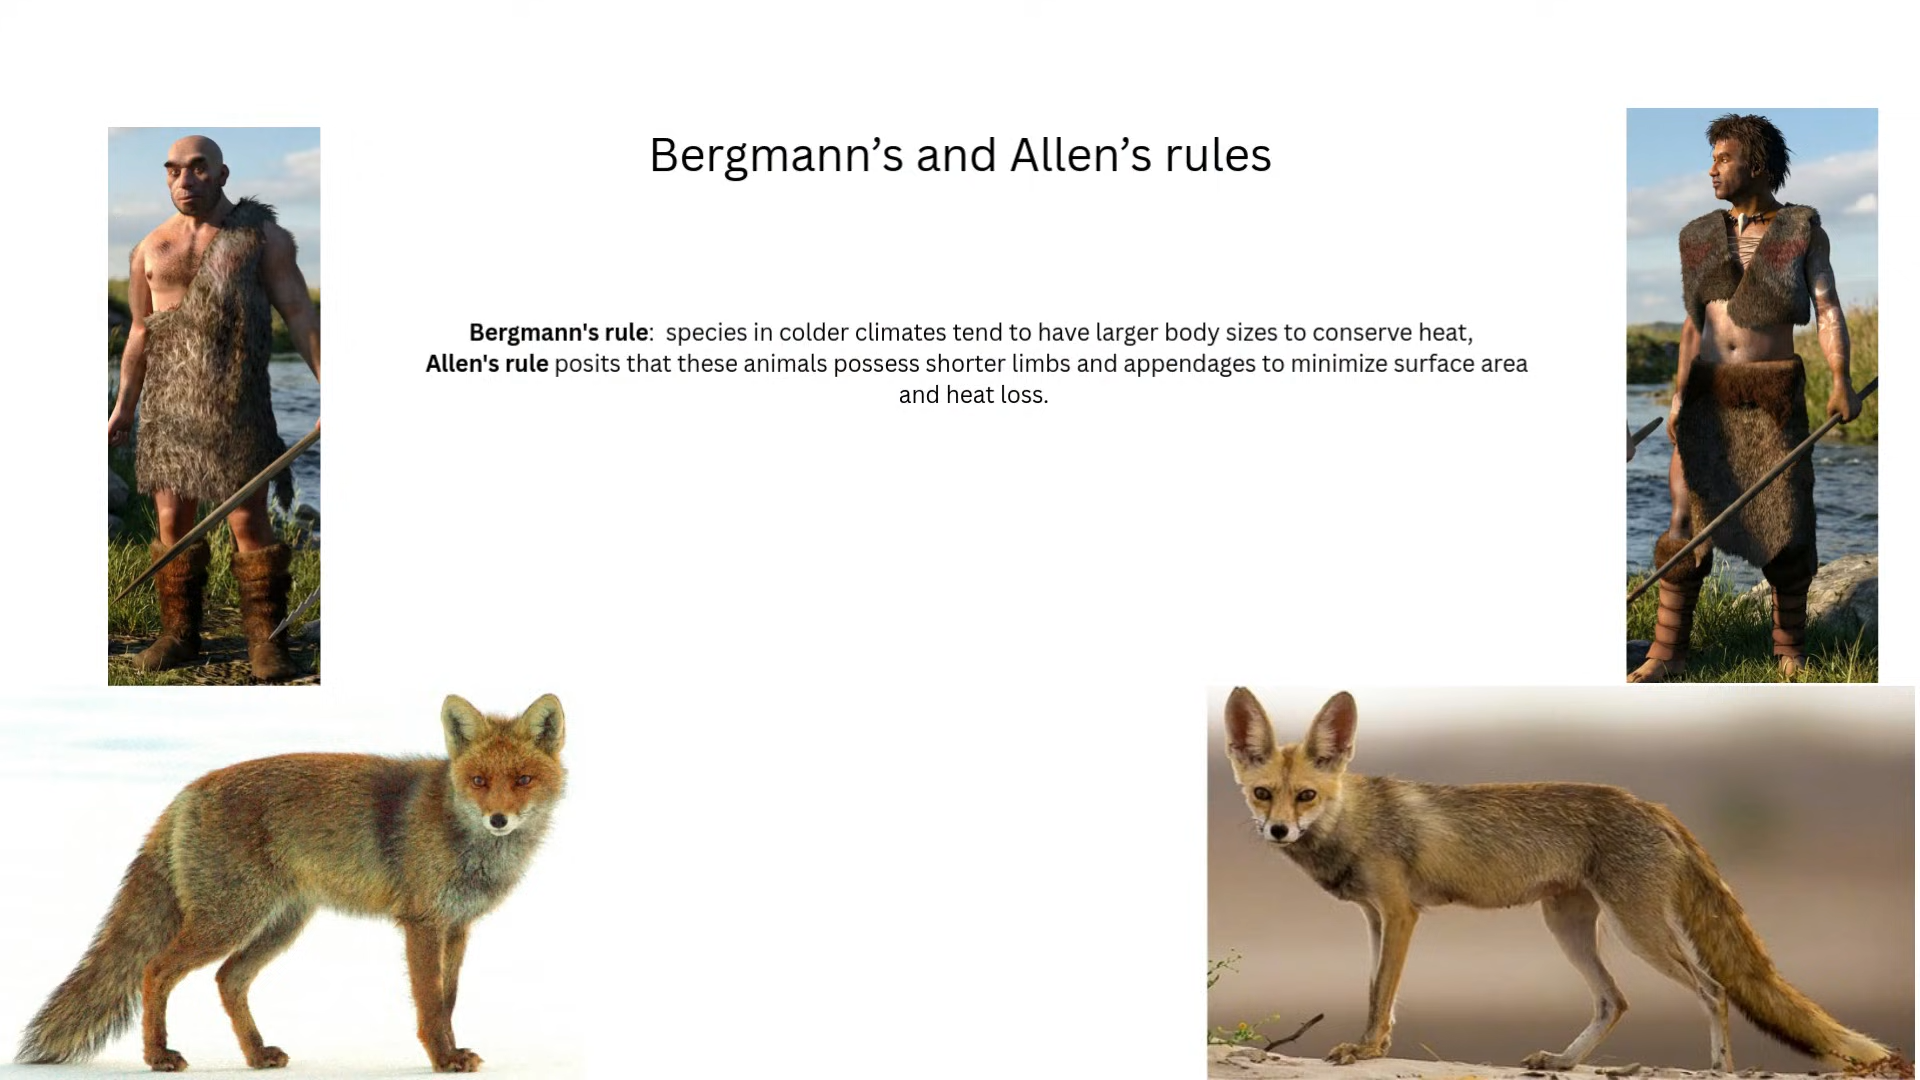 Bergmann’s and Allen’s rules
Bergmann's rule:  species in colder climates tend to have larger body sizes to conserve heat,
Allen's rule posits that these animals possess shorter limbs and appendages to minimize surface area
and heat loss.